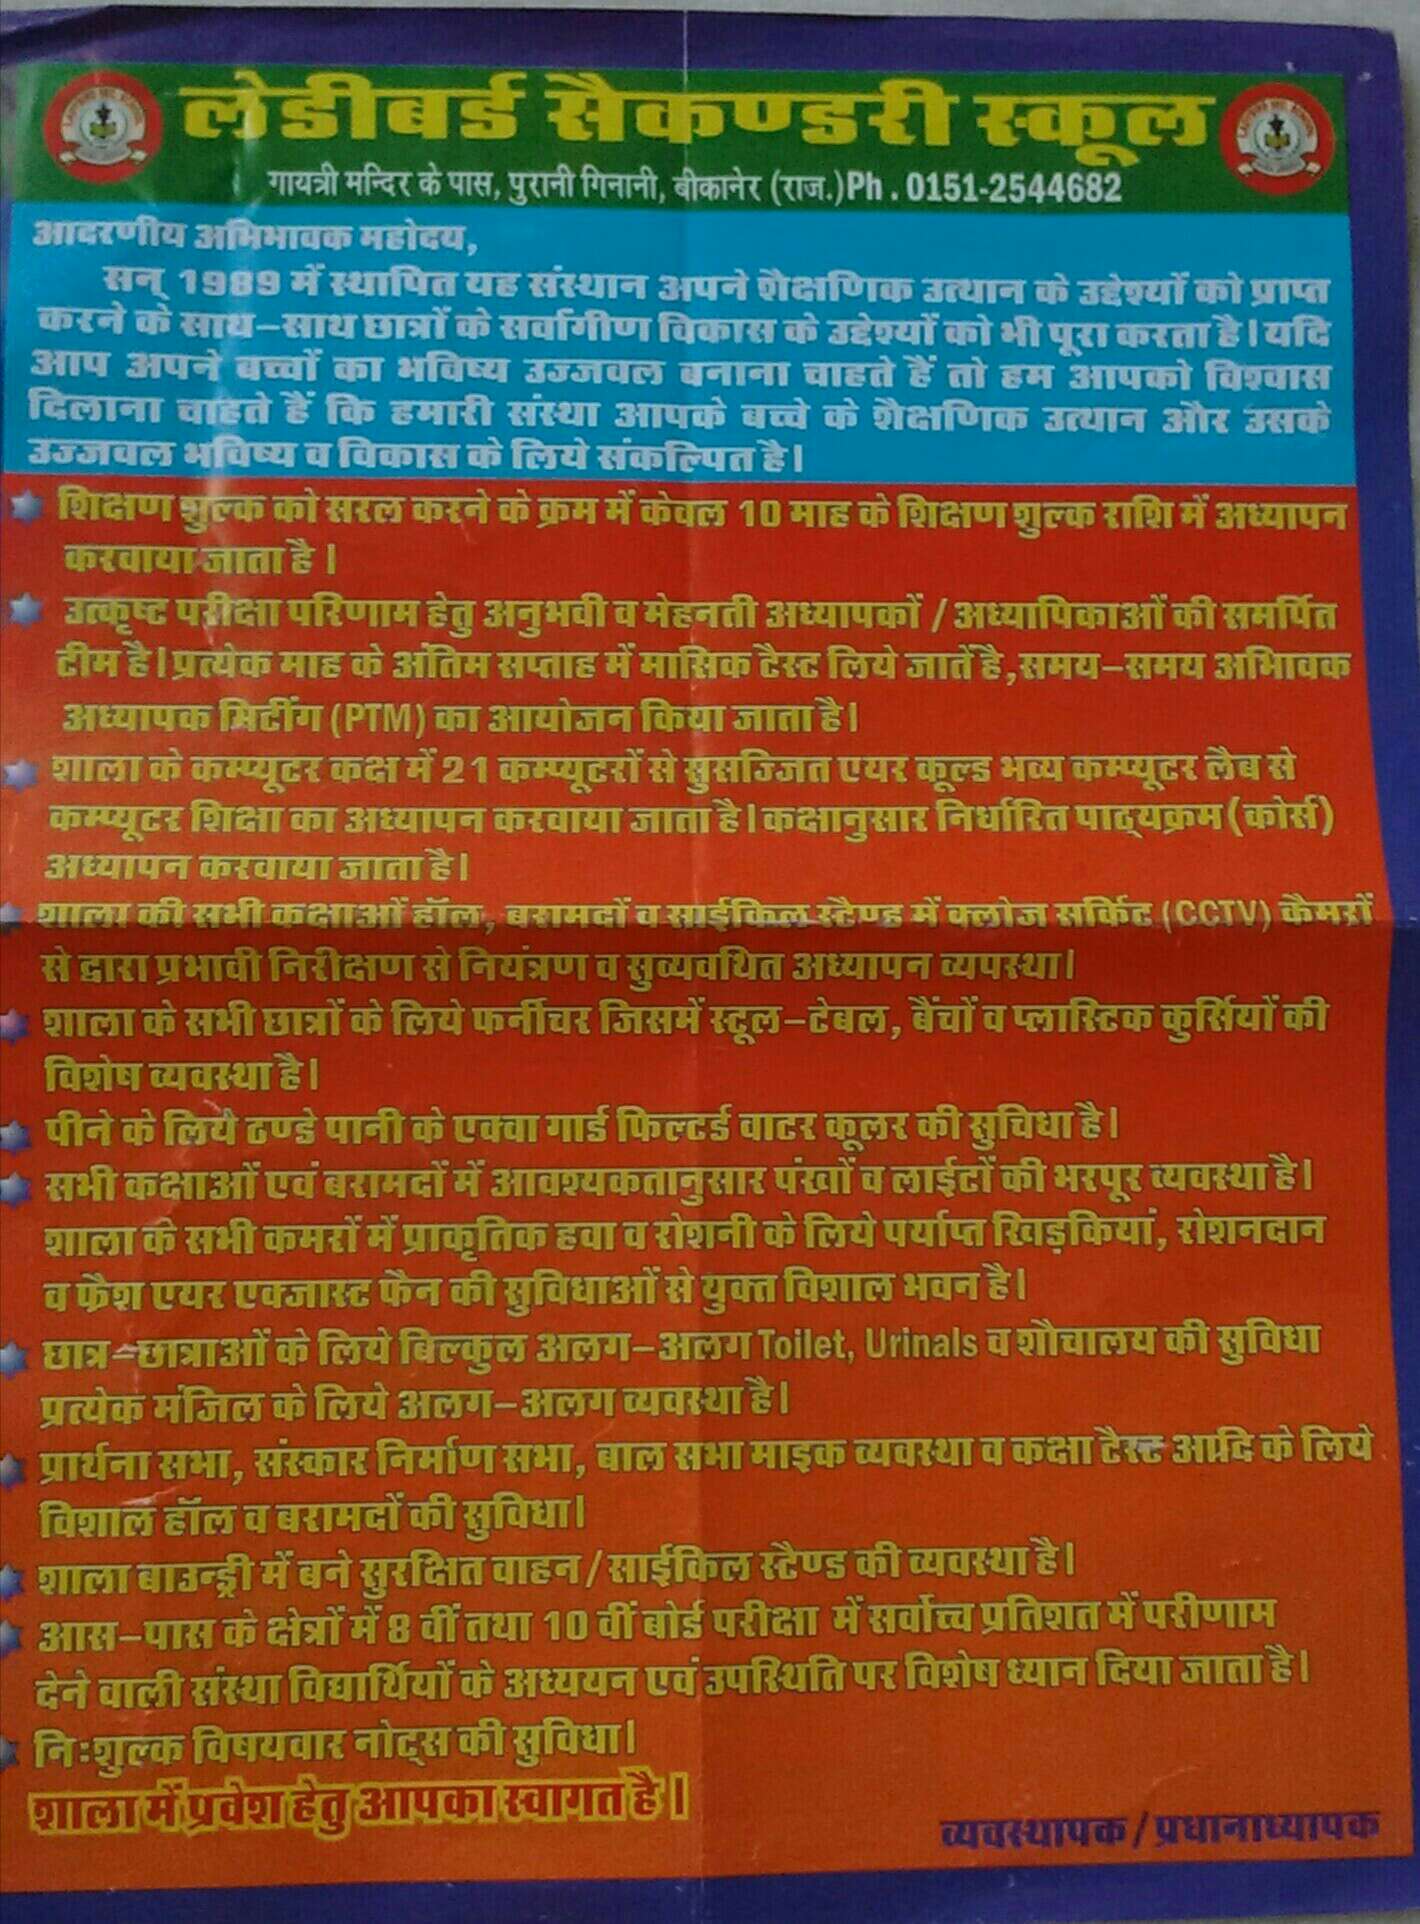 लेडीबर्ड सैकण्डरी स्कूल
गायत्री मन्दिर के पास, पुरानी गिनानी, बीकानेर (राज.) Ph . 0151-2544682
आदरणीय अभिभावक महोदय,
सन् 1989 में स्थापित यह संस्थान अपने शैक्षणिक उत्थान के उद्देश्यों को प्राप्त
करने के साथ-साथ छात्रों के सर्वागीण विकास के उद्देश्यों को भी पूरा करता है। यदि
आप अपने बच्चों का भविष्य उज्जवल बनाना चाहते हैं तो हम आपको विश्वास
दिलाना चाहते हैं कि हमारी संस्था आपके बच्चे के शैक्षणिक उत्थान और उसके
उज्जवल भविष्य व विकास के लिये संकल्पित है।
शिक्षण शुल्क को सरल करने के क्रम में केवल 10 माह के शिक्षण शुल्क राशि में अध्यापन
करवाया जाता है ।
उत्कृष्ट परीक्षा परिणाम हेतु अनुभवी व मेहनती अध्यापकों / अध्यापिकाओं की समर्पित
टीम है। प्रत्येक माह के अंतिम सप्ताह में मासिक टैस्ट लिये जातें है, समय-समय अभिावक
अध्यापक मिटींग (PTM) का आयोजन किया जाता है।
शाला के कम्प्यूटर कक्ष में 21 कम्प्यूटरों से सुसज्जित एयर कूल्ड भव्य कम्प्यूटर लैब से
कम्प्यूटर शिक्षा का अध्यापन करवाया जाता है। कक्षानुसार निर्धारित पाठ्यक्रम (कोर्स)
अध्यापन करवाया जाता है।
शाला की सभी कक्षाओं हॉल, बरामदों व साईकिल स्टैण्ड में क्लोज सर्किट (CCTV) कैमरों
से द्वारा प्रभावी निरीक्षण से नियंत्रण व सुव्यवथित अध्यापन व्यपस्था।
शाला के सभी छात्रों के लिये फर्नीचर जिसमें स्टूल-टेबल, बैंचों व प्लास्टिक कुर्सियों की
विशेष व्यवस्था है।
पीने के लिये ठण्डे पानी के एक्वा गार्ड फिल्टर्ड वाटर कूलर की सुचिधा है।
सभी कक्षाओं एवं बरामदों में आवश्यकतानुसार पंखों व लाईटों की भरपूर व्यवस्था है।
शाला के सभी कमरों में प्राकृतिक हवा व रोशनी के लिये पर्याप्त खिड़कियां, रोशनदान
व फ्रैश एयर एक्जास्ट फैन की सुविधाओं से युक्त विशाल भवन है।
छात्र-छात्राओं के लिये बिल्कुल अलग-अलग Toilet, Urinals व शौचालय की सुविधा
प्रत्येक मंजिल के लिये अलग-अलग व्यवस्था है।
प्रार्थना सभा, संस्कार निर्माण सभा, बाल सभा माइक व्यवस्था व कक्षा टैस्ट आदि के लिये
विशाल हॉल व बरामदों की सुविधा।
शाला बाउन्ड्री में बने सुरक्षित वाहन / साईकिल स्टैण्ड की व्यवस्था है।
आस-पास के क्षेत्रों में 8 वीं तथा 10 वीं बोर्ड परीक्षा में सर्वोच्च प्रतिशत में परीणाम
देने वाली संस्था विद्यार्थियों के अध्ययन एवं उपस्थिति पर विशेष ध्यान दिया जाता है।
निःशुल्क विषयवार नोट्स की सुविधा।
शाला में प्रवेश हेतु आपका स्वागत है ।
व्यवस्थापक / प्रधानाध्यापक